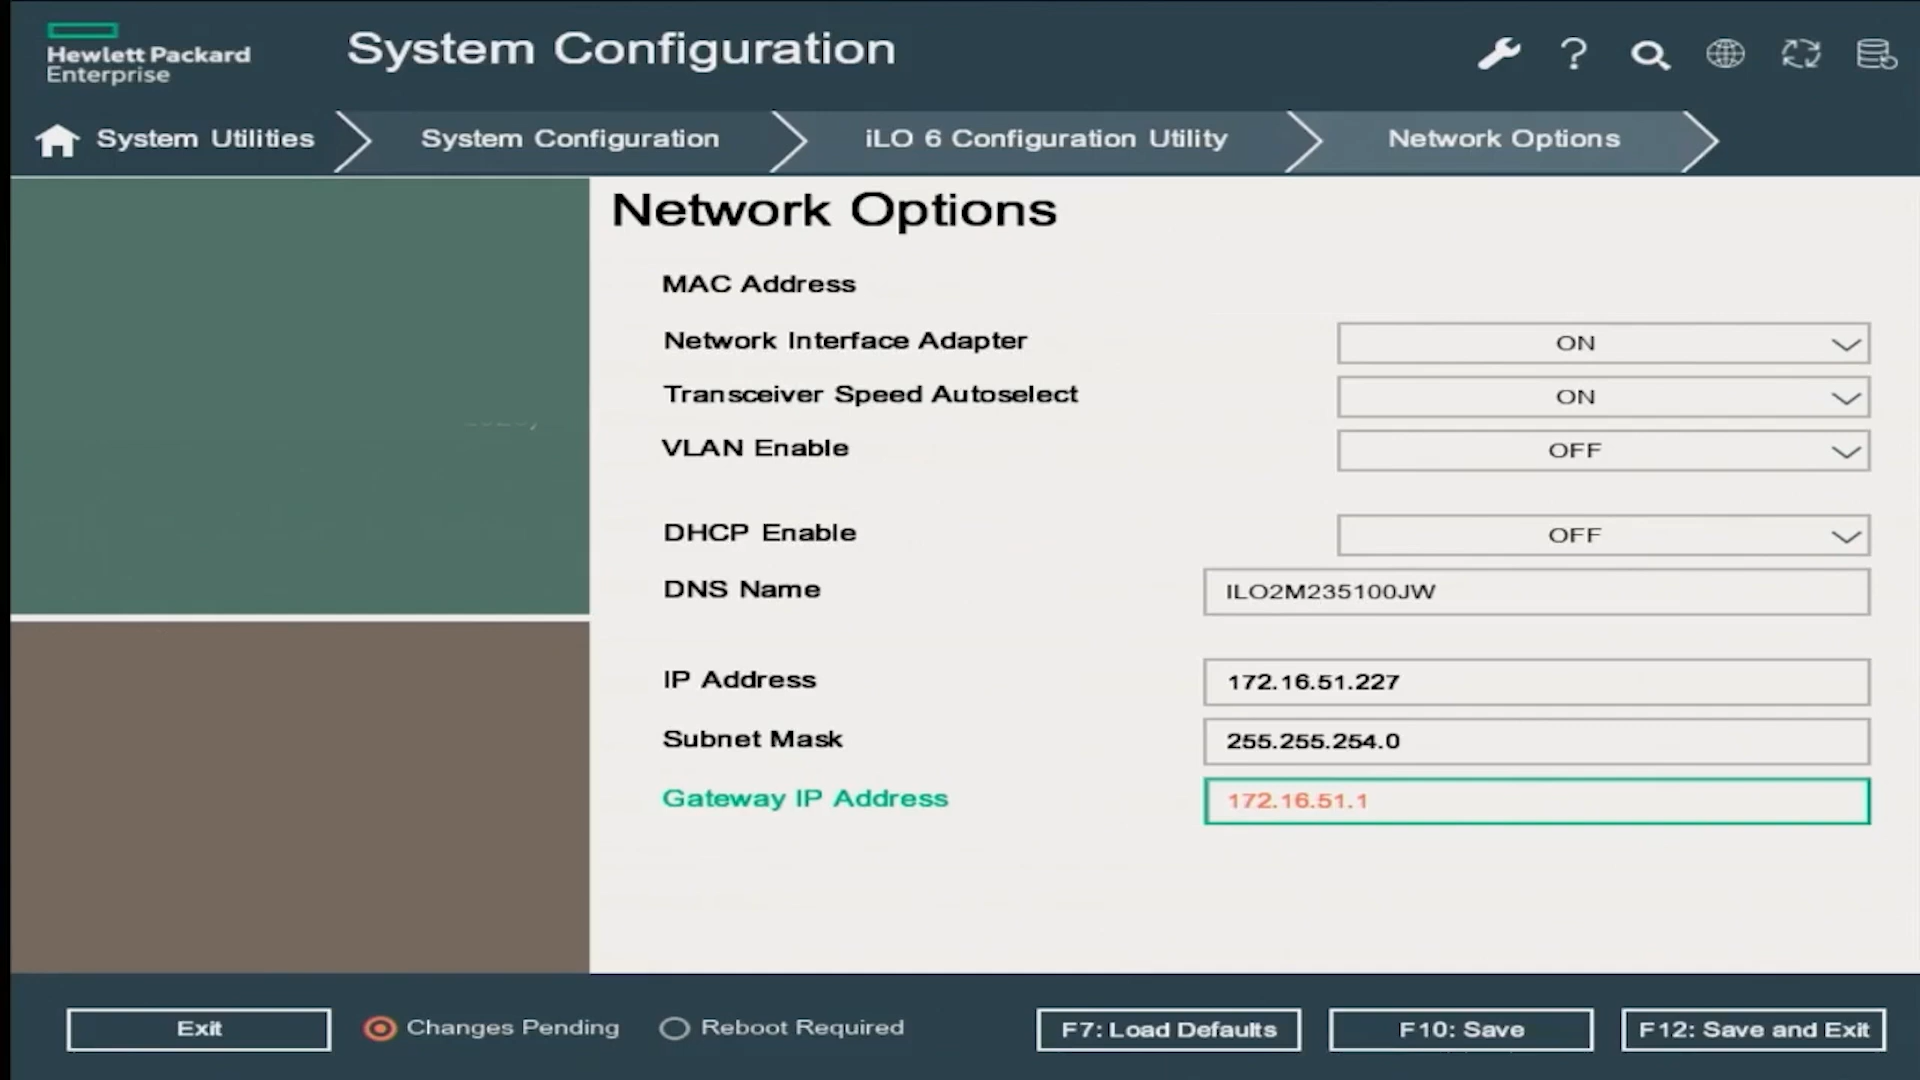 Hewlett Packard
Enterprise
System Configuration
System Utilities
System Configuration
iLO 6 Configuration Utility
Network Options
Network Options
MAC Address
Network Interface Adapter
ON
Transceiver Speed Autoselect
ON
VLAN Enable
OFF
DHCP Enable
OFF
DNS Name
ILO2M235100JW
IP Address
172.16.51.227
Subnet Mask
255.255.254.0
Gateway IP Address
172.16.51.1
Exit
Changes Pending
Reboot Required
F7: Load Defaults
F10: Save
F12: Save and Exit